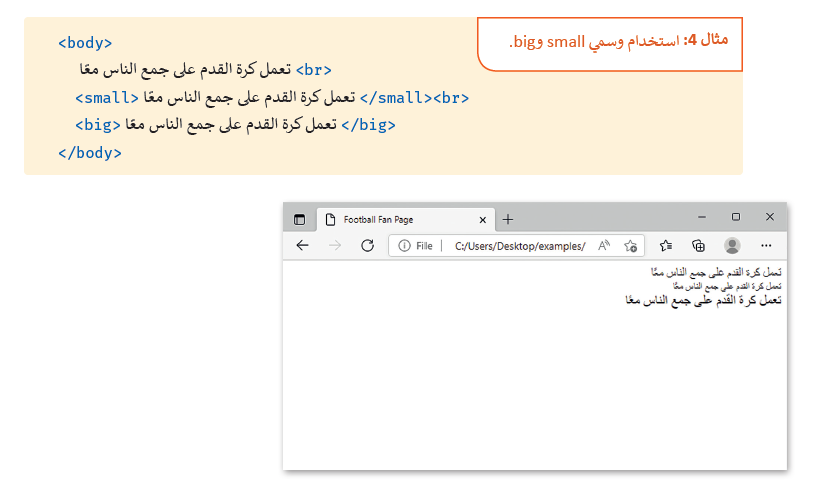 مثال 4: استخدام وسمي small وbig.
<body>
تعمل كرة القدم على جمع الناس معًا <br>
<small> تعمل كرة القدم على جمع الناس معًا </small><br>
<big> تعمل كرة القدم على جمع الناس معًا </big>
</body>
Football Fan Page
File C:/Users/Desktop/examples/
تعمل كرة القدم على جمع الناس معًا
تعمل كرة القدم على جمع الناس معًا
تعمل كرة القدم على جمع الناس معًا